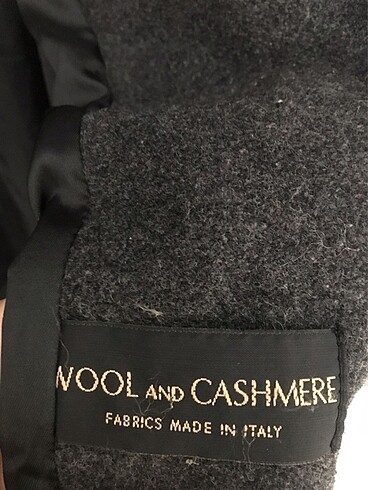 WOOL AND CASHMERE
FABRICS MADE IN ITALY